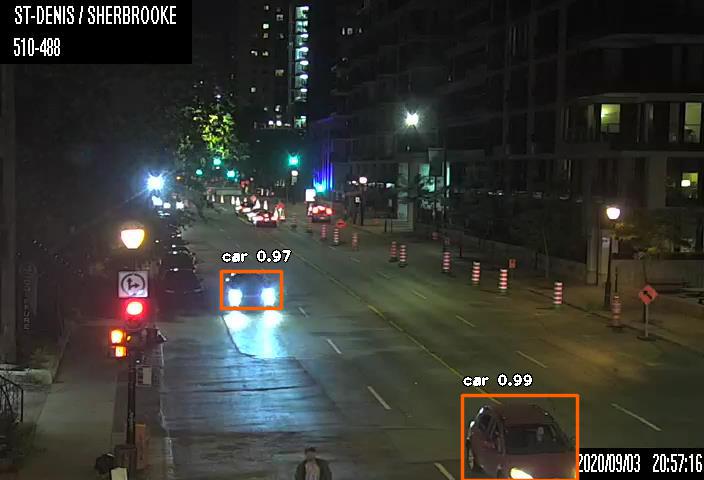 ST-DENIS / SHERBROOKE
510-488
car 0.97
car 0.99
2020/09/03 20:57:16